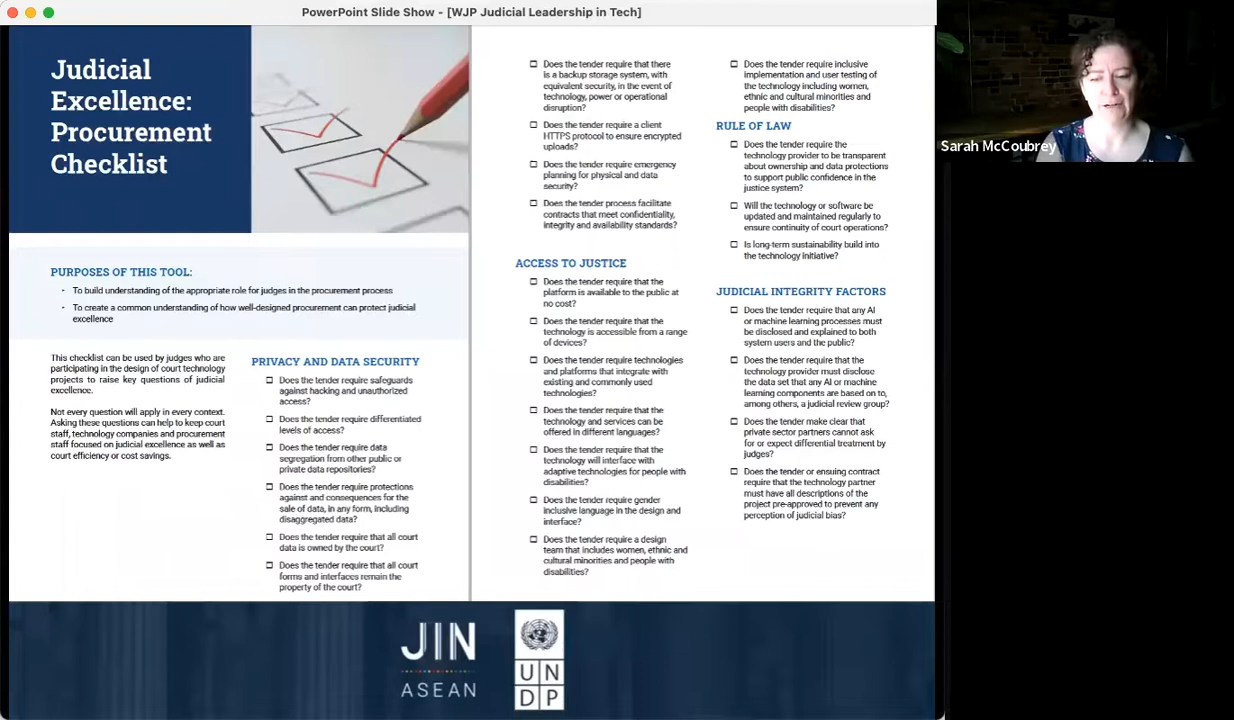 PowerPoint Slide Show - [WJP Judicial Leadership in Tech]
Judicial
Excellence:
Procurement
Checklist
PURPOSES OF THIS TOOL:
· To build understanding of the appropriate role for judges in the procurement process
· To create a common understanding of how well-designed procurement can protect judicial
excellence
This checklist can be used by judges who are
participating in the design of court technology
projects to raise key questions of judicial
excellence.
Not every question will apply in every context.
Asking these questions can help to keep court
staff, technology companies and procurement
staff focused on judicial excellence as well as
court efficiency or cost savings.
PRIVACY AND DATA SECURITY
Does the tender require safeguards
against hacking and unauthorized
access?
Does the tender require differentiated
levels of access?
Does the tender require data
segregation from other public or
private data repositories?
Does the tender require protections
against and consequences for the
sale of data, in any form, including
disaggregated data?
Does the tender require that all court
data is owned by the court?
Does the tender require that all court
forms and interfaces remain the
property of the court?
Does the tender require that there
is a backup storage system, with
equivalent security, in the event of
technology, power or operational
disruption?
Does the tender require a client
HTTPS protocol to ensure encrypted
uploads?
Does the tender require emergency
planning for physical and data
security?
Does the tender process facilitate
contracts that meet confidentiality,
integrity and availability standards?
ACCESS TO JUSTICE
Does the tender require that the
platform is available to the public at
no cost?
Does the tender require that the
technology is accessible from a range
of devices?
Does the tender require technologies
and platforms that integrate with
existing and commonly used
technologies?
Does the tender require that the
technology and services can be
offered in different languages?
Does the tender require that the
technology will interface with
adaptive technologies for people with
disabilities?
Does the tender require gender
inclusive language in the design and
interface?
Does the tender require a design
team that includes women, ethnic and
cultural minorities and people with
disabilities?
Does the tender require inclusive
implementation and user testing of
the technology including women,
ethnic and cultural minorities and
people with disabilities?
RULE OF LAW
Does the tender require the
technology provider to be transparent
about ownership and data protections
to support public confidence in the
justice system?
Will the technology or software be
updated and maintained regularly to
ensure continuity of court operations?
Is long-term sustainability build into
the technology initiative?
JUDICIAL INTEGRITY FACTORS
Does the tender require that any AI
or machine learning processes must
be disclosed and explained to both
system users and the public?
Does the tender require that the
technology provider must disclose
the data set that any AI or machine
learning components are based on to,
among others, a judicial review group?
Does the tender make clear that
private sector partners cannot ask
for or expect differential treatment by
judges?
Does the tender or ensuing contract
require that the technology partner
must have all descriptions of the
project pre-approved to prevent any
perception of judicial bias?
JIN
ASEAN
UN
DP
Sarah McCoubrey